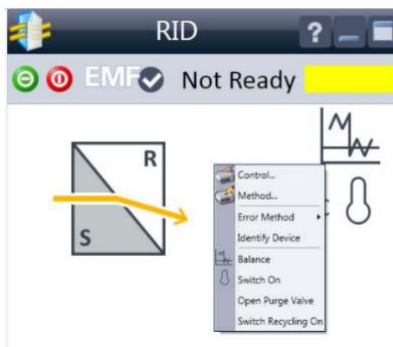 RID ?
EMF Not Ready
R
S
Control...
Method...
Error Method
Identify Device
Balance
Switch On
Open Purge Valve
Switch Recycling On